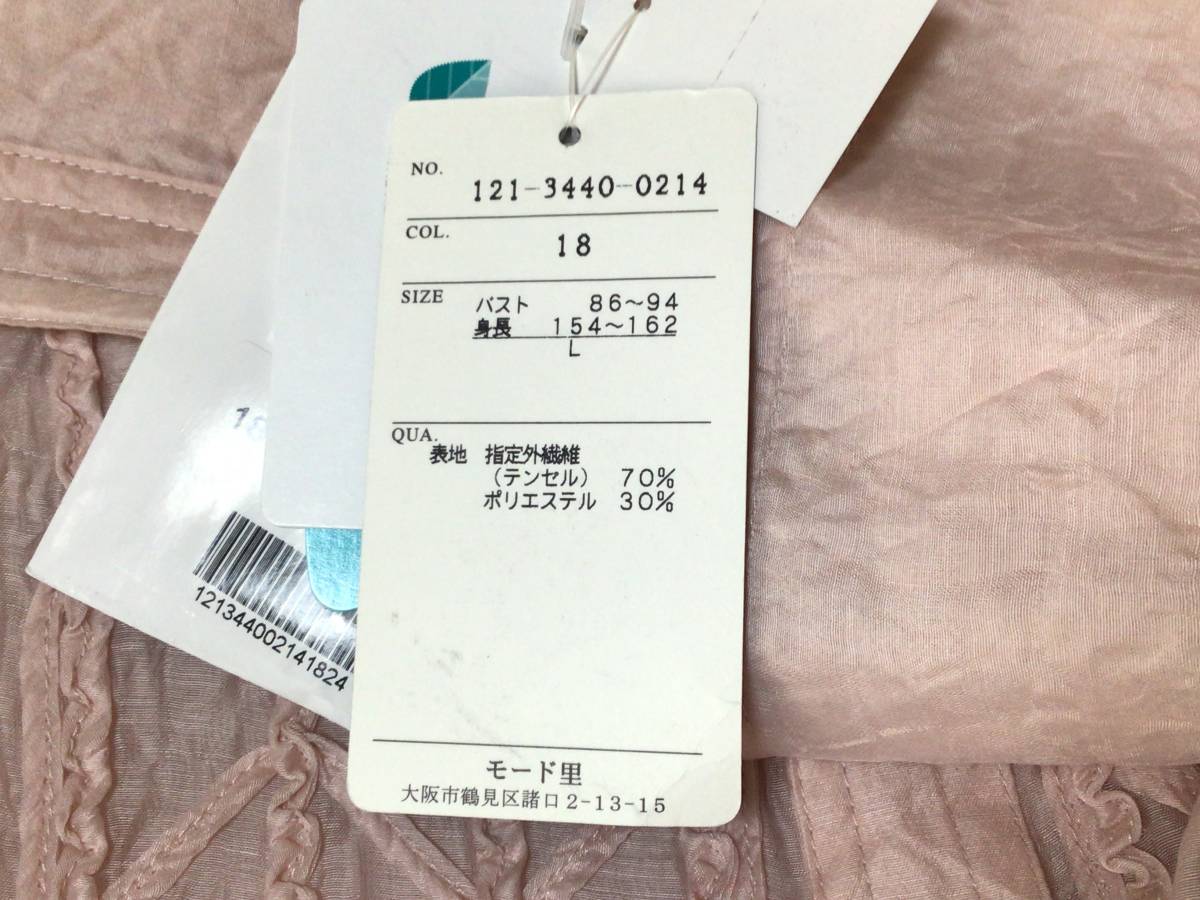 NO.
121-3440-0214
COL.
18
SIZE
バスト 86~94
身長 154~162
L
QUA.
表地 指定外繊維
(テンセル) 70%
ポリエステル 30%
モード里
大阪市鶴見区諸口2-13-15
121344002141824